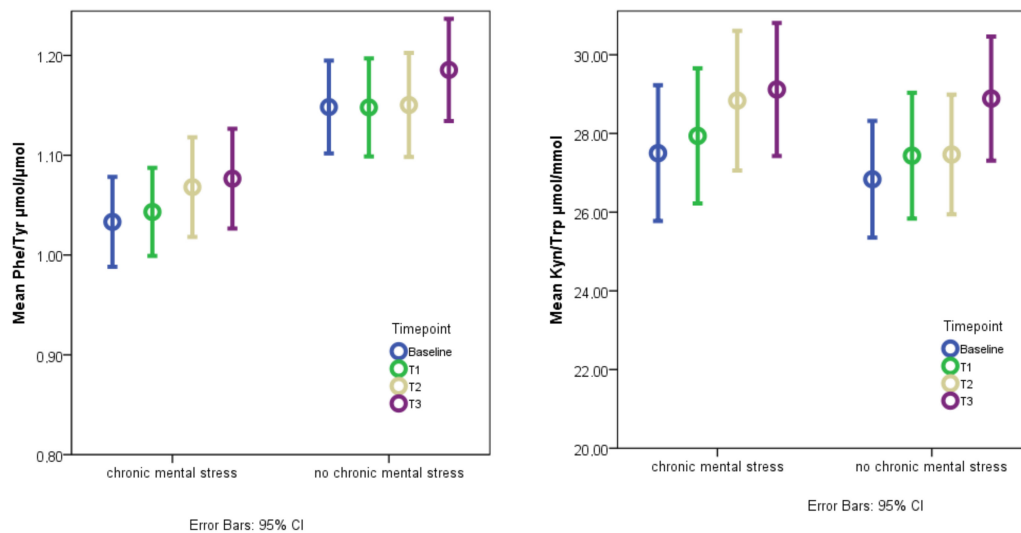 Mean Phe/Tyr µmol/µmol
1.20
1.10
1.00
0.90
0.80
chronic mental stress
no chronic mental stress
Timepoint
Baseline
T1
T2
T3
Error Bars: 95% CI
Mean Kyn/Trp µmol/mmol
30.00
28.00
26.00
24.00
22.00
20.00
chronic mental stress
no chronic mental stress
Timepoint
Baseline
T1
T2
T3
Error Bars: 95% CI